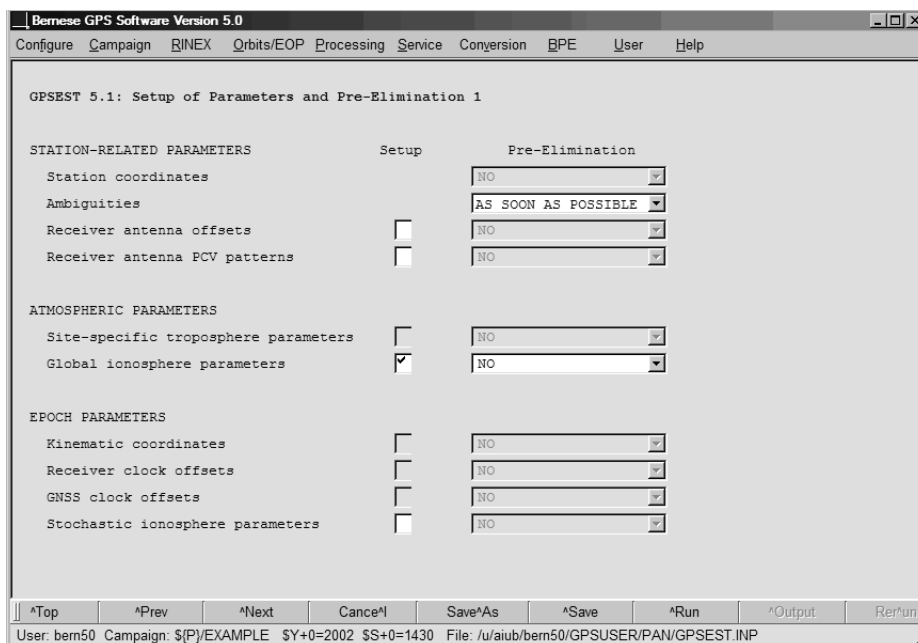 Bernese GPS Software Version 5.0
Configure Campaign RINEX Orbits/EOP Processing Service Conversion BPE User Help
GPSEST 5.1: Setup of Parameters and Pre-Elimination 1
STATION-RELATED PARAMETERS Setup Pre-Elimination
Station coordinates NO
Ambiguities AS SOON AS POSSIBLE
Receiver antenna offsets NO
Receiver antenna PCV patterns NO
ATMOSPHERIC PARAMETERS
Site-specific troposphere parameters NO
Global ionosphere parameters NO
EPOCH PARAMETERS
Kinematic coordinates NO
Receiver clock offsets NO
GNSS clock offsets NO
Stochastic ionosphere parameters NO
^Top ^Prev ^Next Cance^l Save^As ^Save ^Run ^Output Rer^un
User: bern50 Campaign: ${P}/EXAMPLE $Y+0=2002 $S+0=1430 File: /u/aiub/bern50/GPSUSER/PAN/GPSEST.INP